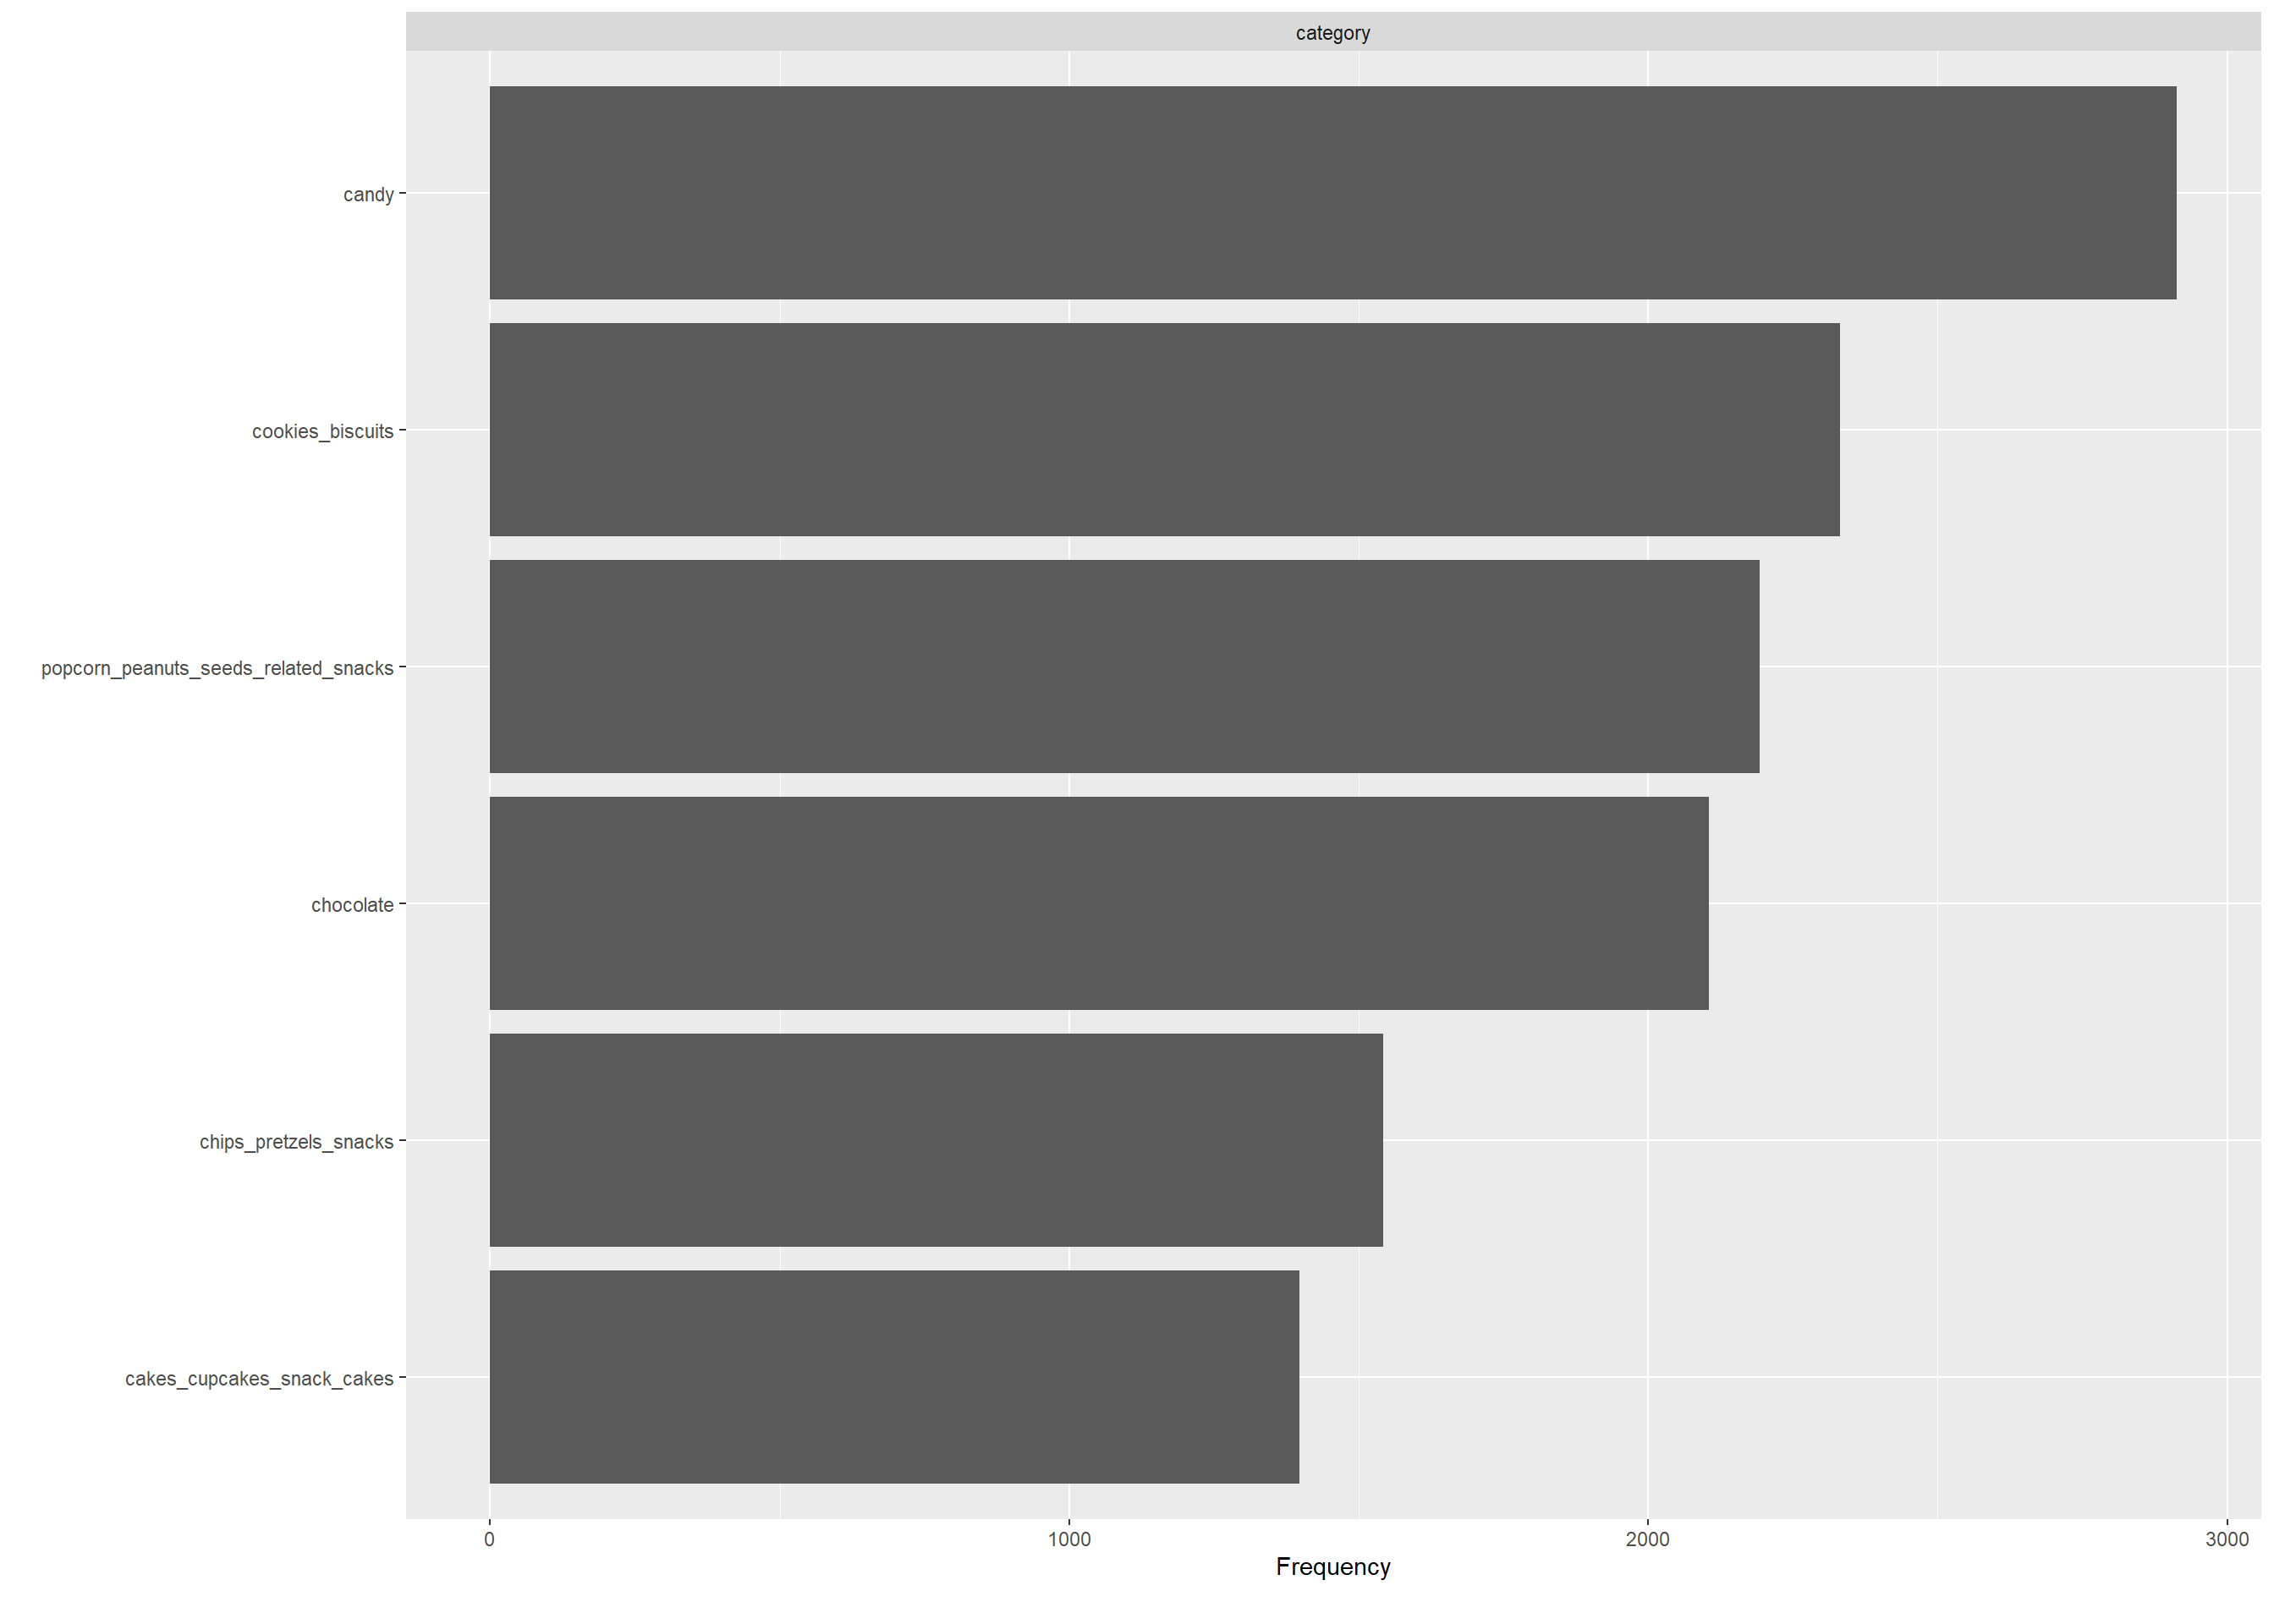 category
candy
cookies_biscuits
popcorn_peanuts_seeds_related_snacks
chocolate
chips_pretzels_snacks
cakes_cupcakes_snack_cakes
0 1000 2000 3000
Frequency